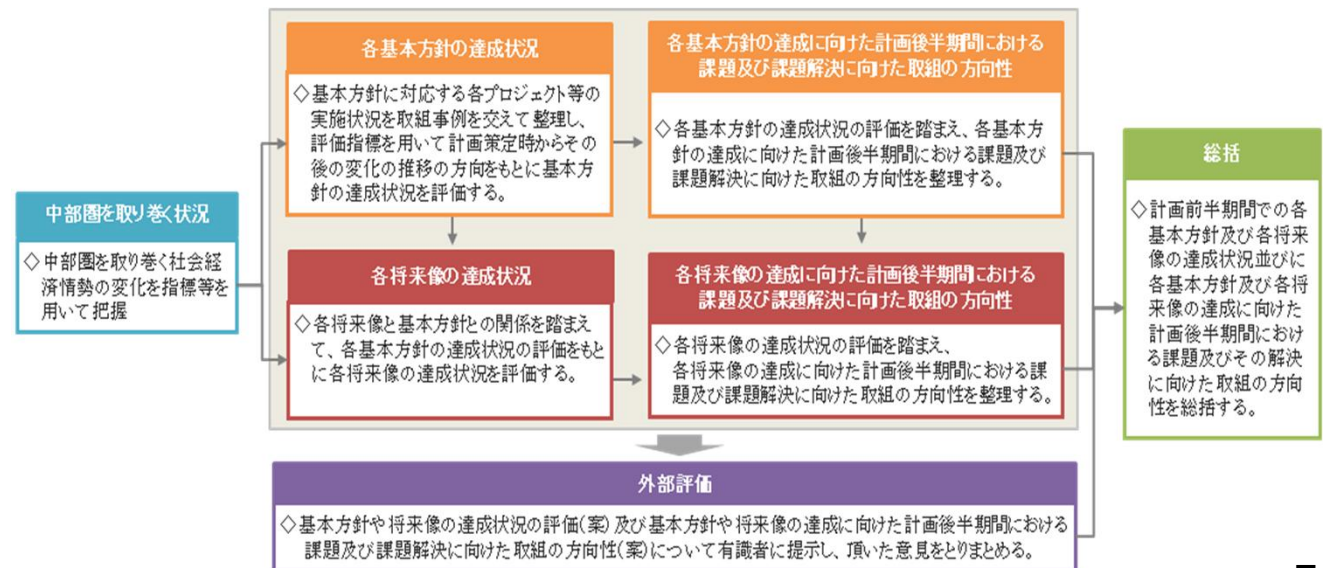 中部圏を取り巻く状況
◇中部圏を取り巻く社会経
済情勢の変化を指標等を
用いて把握
各基本方針の達成状況
◇基本方針に対応する各プロジェクト等の
実施状況を取組事例を交えて整理し、
評価指標を用いて計画策定時からその
後の変化の推移の方向をもとに基本方
針の達成状況を評価する。
各基本方針の達成に向けた計画後半期間における
課題及び課題解決に向けた取組の方向性
◇各基本方針の達成状況の評価を踏まえ、各基本方
針の達成に向けた計画後半期間における課題及び
課題解決に向けた取組の方向性を整理する。
各将来像の達成状況
◇各将来像と基本方針との関係を踏まえ
て、各基本方針の達成状況の評価をもと
に各将来像の達成状況を評価する。
各将来像の達成に向けた計画後半期間における
課題及び課題解決に向けた取組の方向性
◇各将来像の達成状況の評価を踏まえ、
各将来像の達成に向けた計画後半期間における課
題及び課題解決に向けた取組の方向性を整理する。
外部評価
◇基本方針や将来像の達成状況の評価(案)及び基本方針や将来像の達成に向けた計画後半期間における
課題及び課題解決に向けた取組の方向性(案)について有識者に提示し、頂いた意見をとりまとめる。
総括
◇計画前半期間での各
基本方針及び各将来
像の達成状況並びに
各基本方針及び各将
来像の達成に向けた
計画後半期間におけ
る課題及びその解決
に向けた取組の方向
性を総括する。